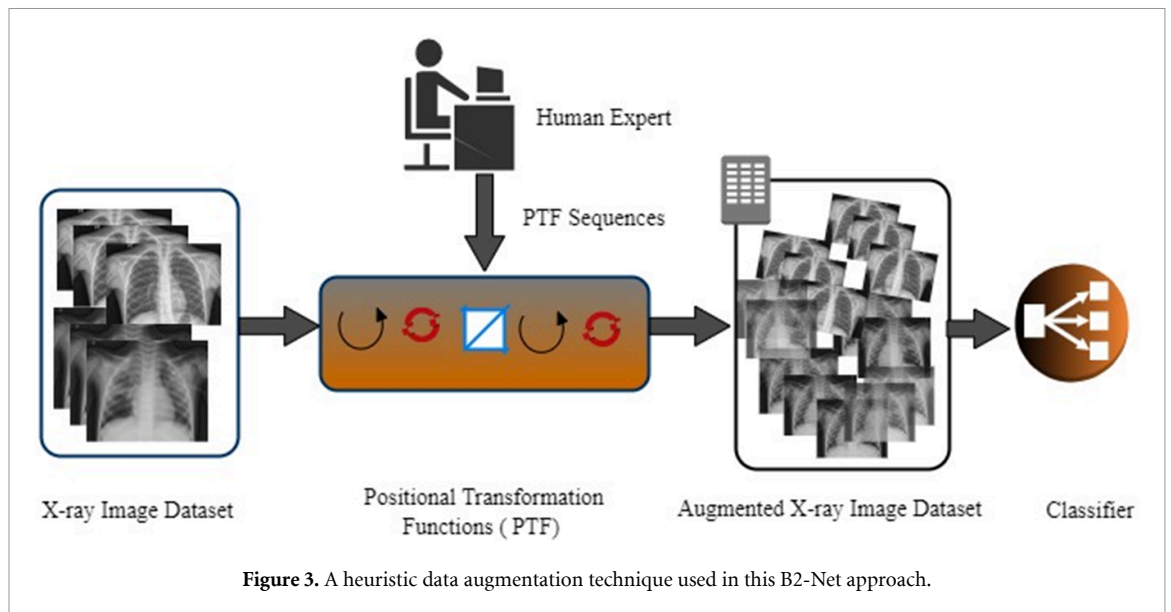 Human Expert
PTF Sequences
X-ray Image Dataset
Positional Transformation
Functions ( PTF)
Augmented X-ray Image Dataset
Classifier
Figure 3. A heuristic data augmentation technique used in this B2-Net approach.